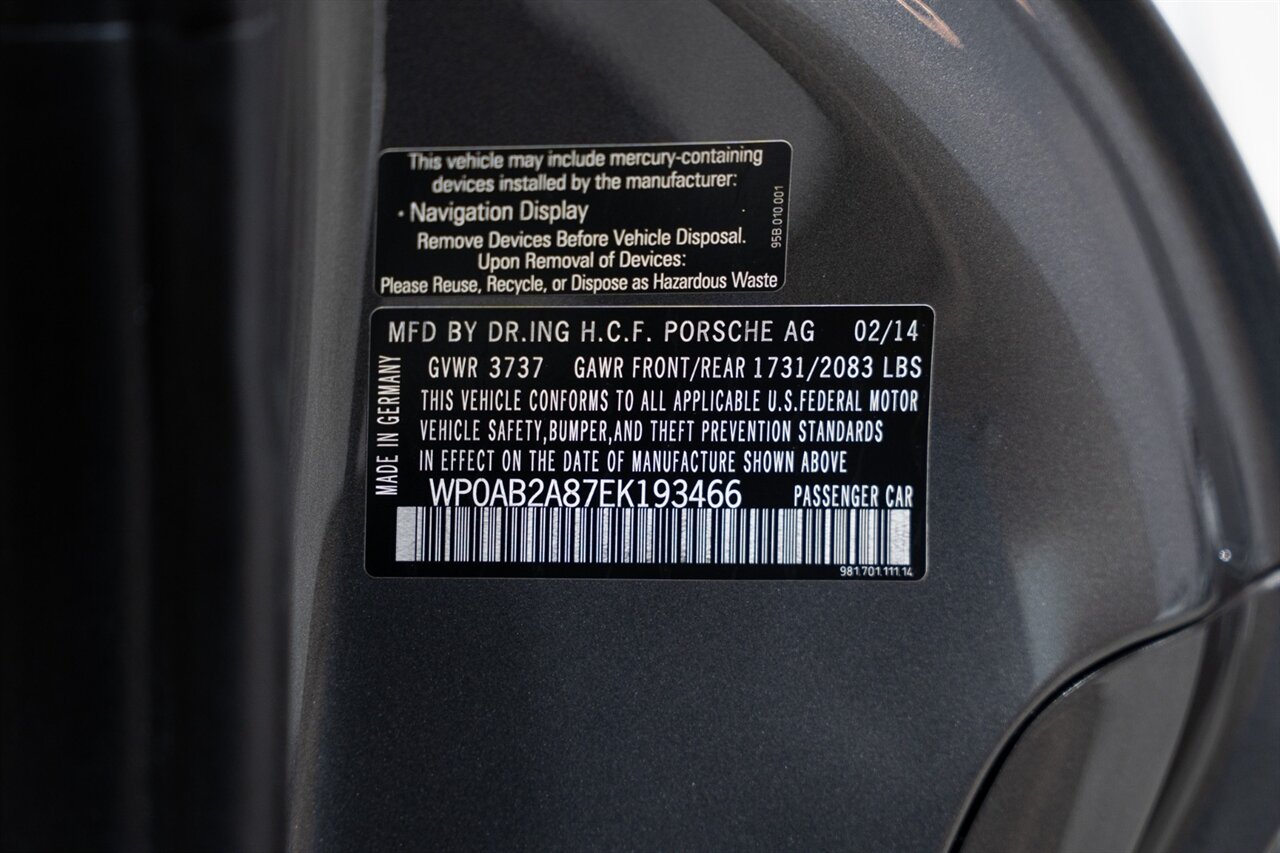 This vehicle may include mercury-containing
devices installed by the manufacturer:
· Navigation Display
Remove Devices Before Vehicle Disposal.
Upon Removal of Devices:
Please Reuse, Recycle, or Dispose as Hazardous Waste
95B.010.001
MFD BY DR.ING H.C.F. PORSCHE AG 02/14
GVWR 3737 GAWR FRONT/REAR 1731/2083 LBS
THIS VEHICLE CONFORMS TO ALL APPLICABLE U.S.FEDERAL MOTOR
VEHICLE SAFETY,BUMPER,AND THEFT PREVENTION STANDARDS
IN EFFECT ON THE DATE OF MANUFACTURE SHOWN ABOVE
MADE IN GERMANY
WP0AB2A87EK193466 PASSENGER CAR
981.701.111.14